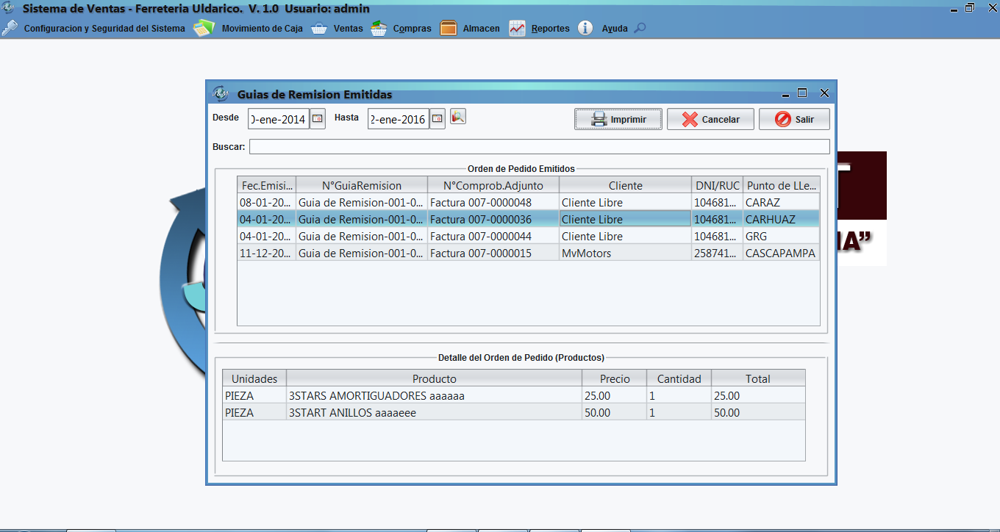 Sistema de Ventas - Ferreteria Uldarico. V. 1.0 Usuario: admin
Configuracion y Seguridad del Sistema Movimiento de Caja Ventas Compras Almacen Reportes Ayuda
Guias de Remision Emitidas
Desde 0-ene-2014 Hasta 2-ene-2016 Imprimir Cancelar Salir
Buscar:
Orden de Pedido Emitidos
Fec.Emisi... N°GuiaRemision N°Comprob.Adjunto Cliente DNI/RUC Punto de LLe...
08-01-20... Guia de Remision-001-0... Factura 007-0000048 Cliente Libre 104681... CARAZ
04-01-20... Guia de Remision-001-0... Factura 007-0000036 Cliente Libre 104681... CARHUAZ
04-01-20... Guia de Remision-001-0... Factura 007-0000044 Cliente Libre 104681... GRG
11-12-20... Guia de Remision-001-0... Factura 007-0000015 MvMotors 258741... CASCAPAMPA
Detalle del Orden de Pedido (Productos)
Unidades Producto Precio Cantidad Total
PIEZA 3STARS AMORTIGUADORES aaaaaa 25.00 1 25.00
PIEZA 3START ANILLOS aaaaeee 50.00 1 50.00